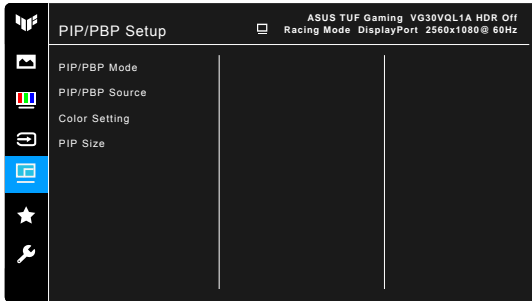 PIP/PBP Setup
ASUS TUF Gaming VG30VQL1A HDR Off
Racing Mode DisplayPort 2560x1080@ 60Hz
PIP/PBP Mode
PIP/PBP Source
Color Setting
PIP Size